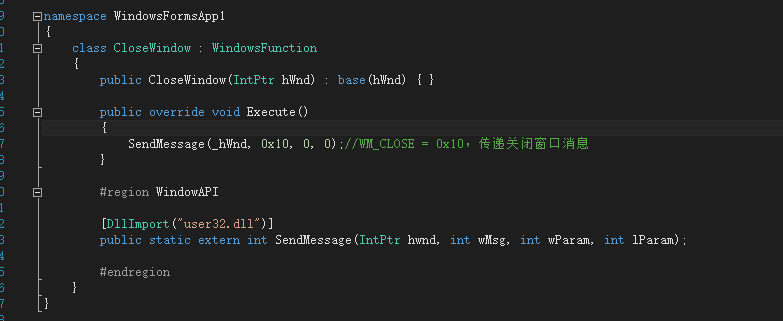 namespace WindowsFormsApp1
{
class CloseWindow : WindowsFunction
{
public CloseWindow(IntPtr hWnd) : base(hWnd) { }
public override void Execute()
{
SendMessage(_hWnd, 0x10, 0, 0);//WM_CLOSE = 0x10, 传递关闭窗口消息
}
#region WindowAPI
[DllImport("user32.dll")]
public static extern int SendMessage(IntPtr hwnd, int wMsg, int wParam, int lParam);
#endregion
}
}